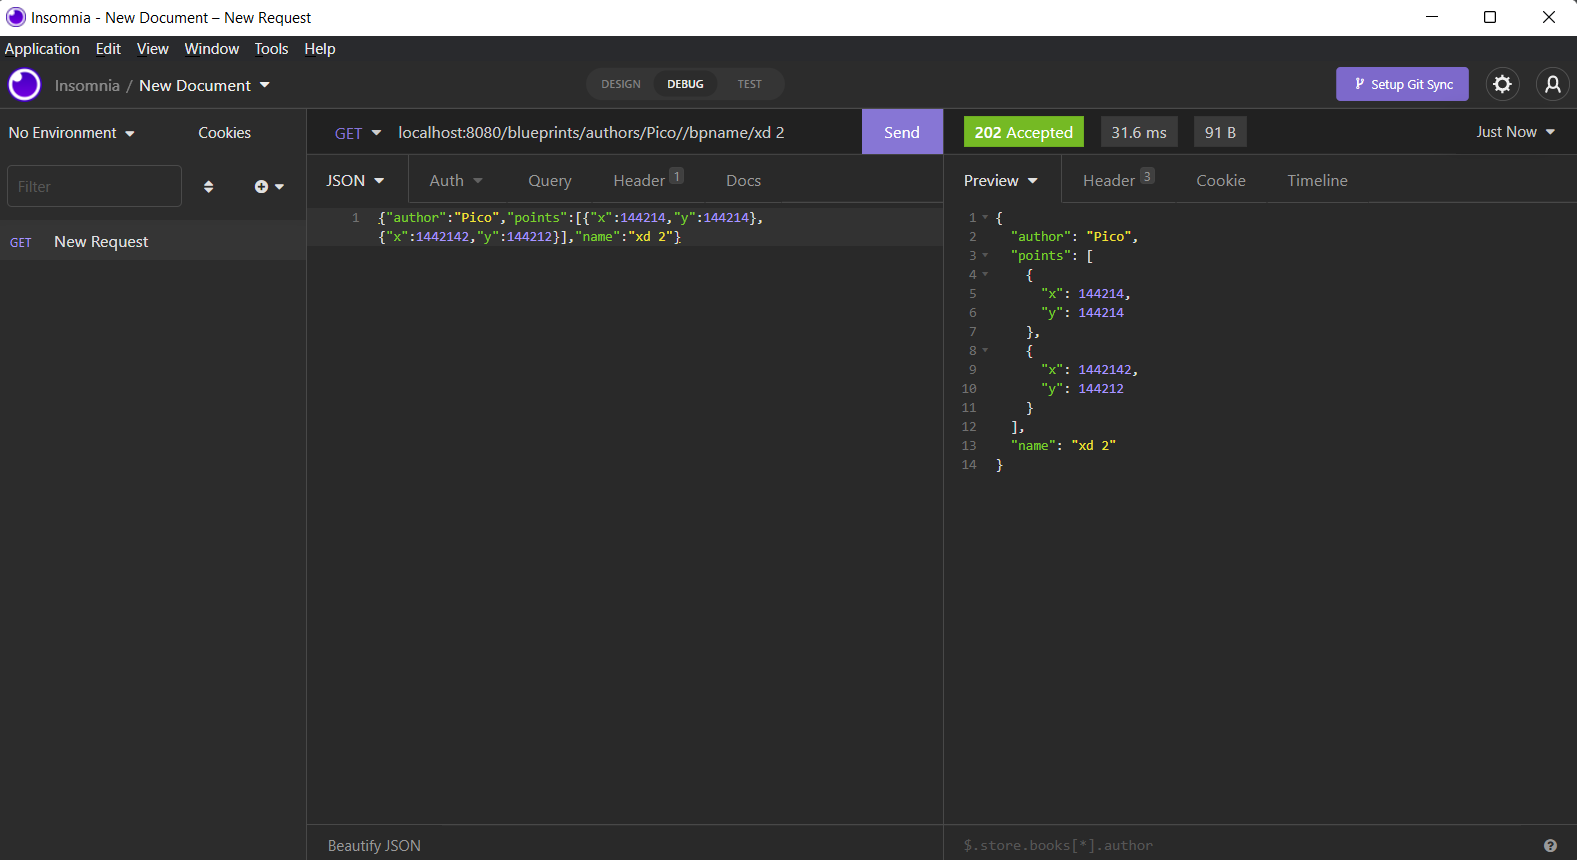 Insomnia - New Document – New Request
Application Edit View Window Tools Help
Insomnia / New Document
DESIGN DEBUG TEST
Setup Git Sync
No Environment Cookies
GET localhost:8080/blueprints/authors/Pico//bpname/xd 2 Send
202 Accepted 31.6 ms 91 B Just Now
Filter
GET New Request
JSON Auth Query Header 1 Docs
1 {"author":"Pico","points":[{"x":144214,"y":144214},
{"x":1442142,"y":144212}],"name":"xd 2"}
Beautify JSON
Preview Header 3 Cookie Timeline
1 {
2 "author": "Pico",
3 "points": [
4 {
5 "x": 144214,
6 "y": 144214
7 },
8 {
9 "x": 1442142,
10 "y": 144212
11 }
12 ],
13 "name": "xd 2"
14 }
$.store.books[*].author ?